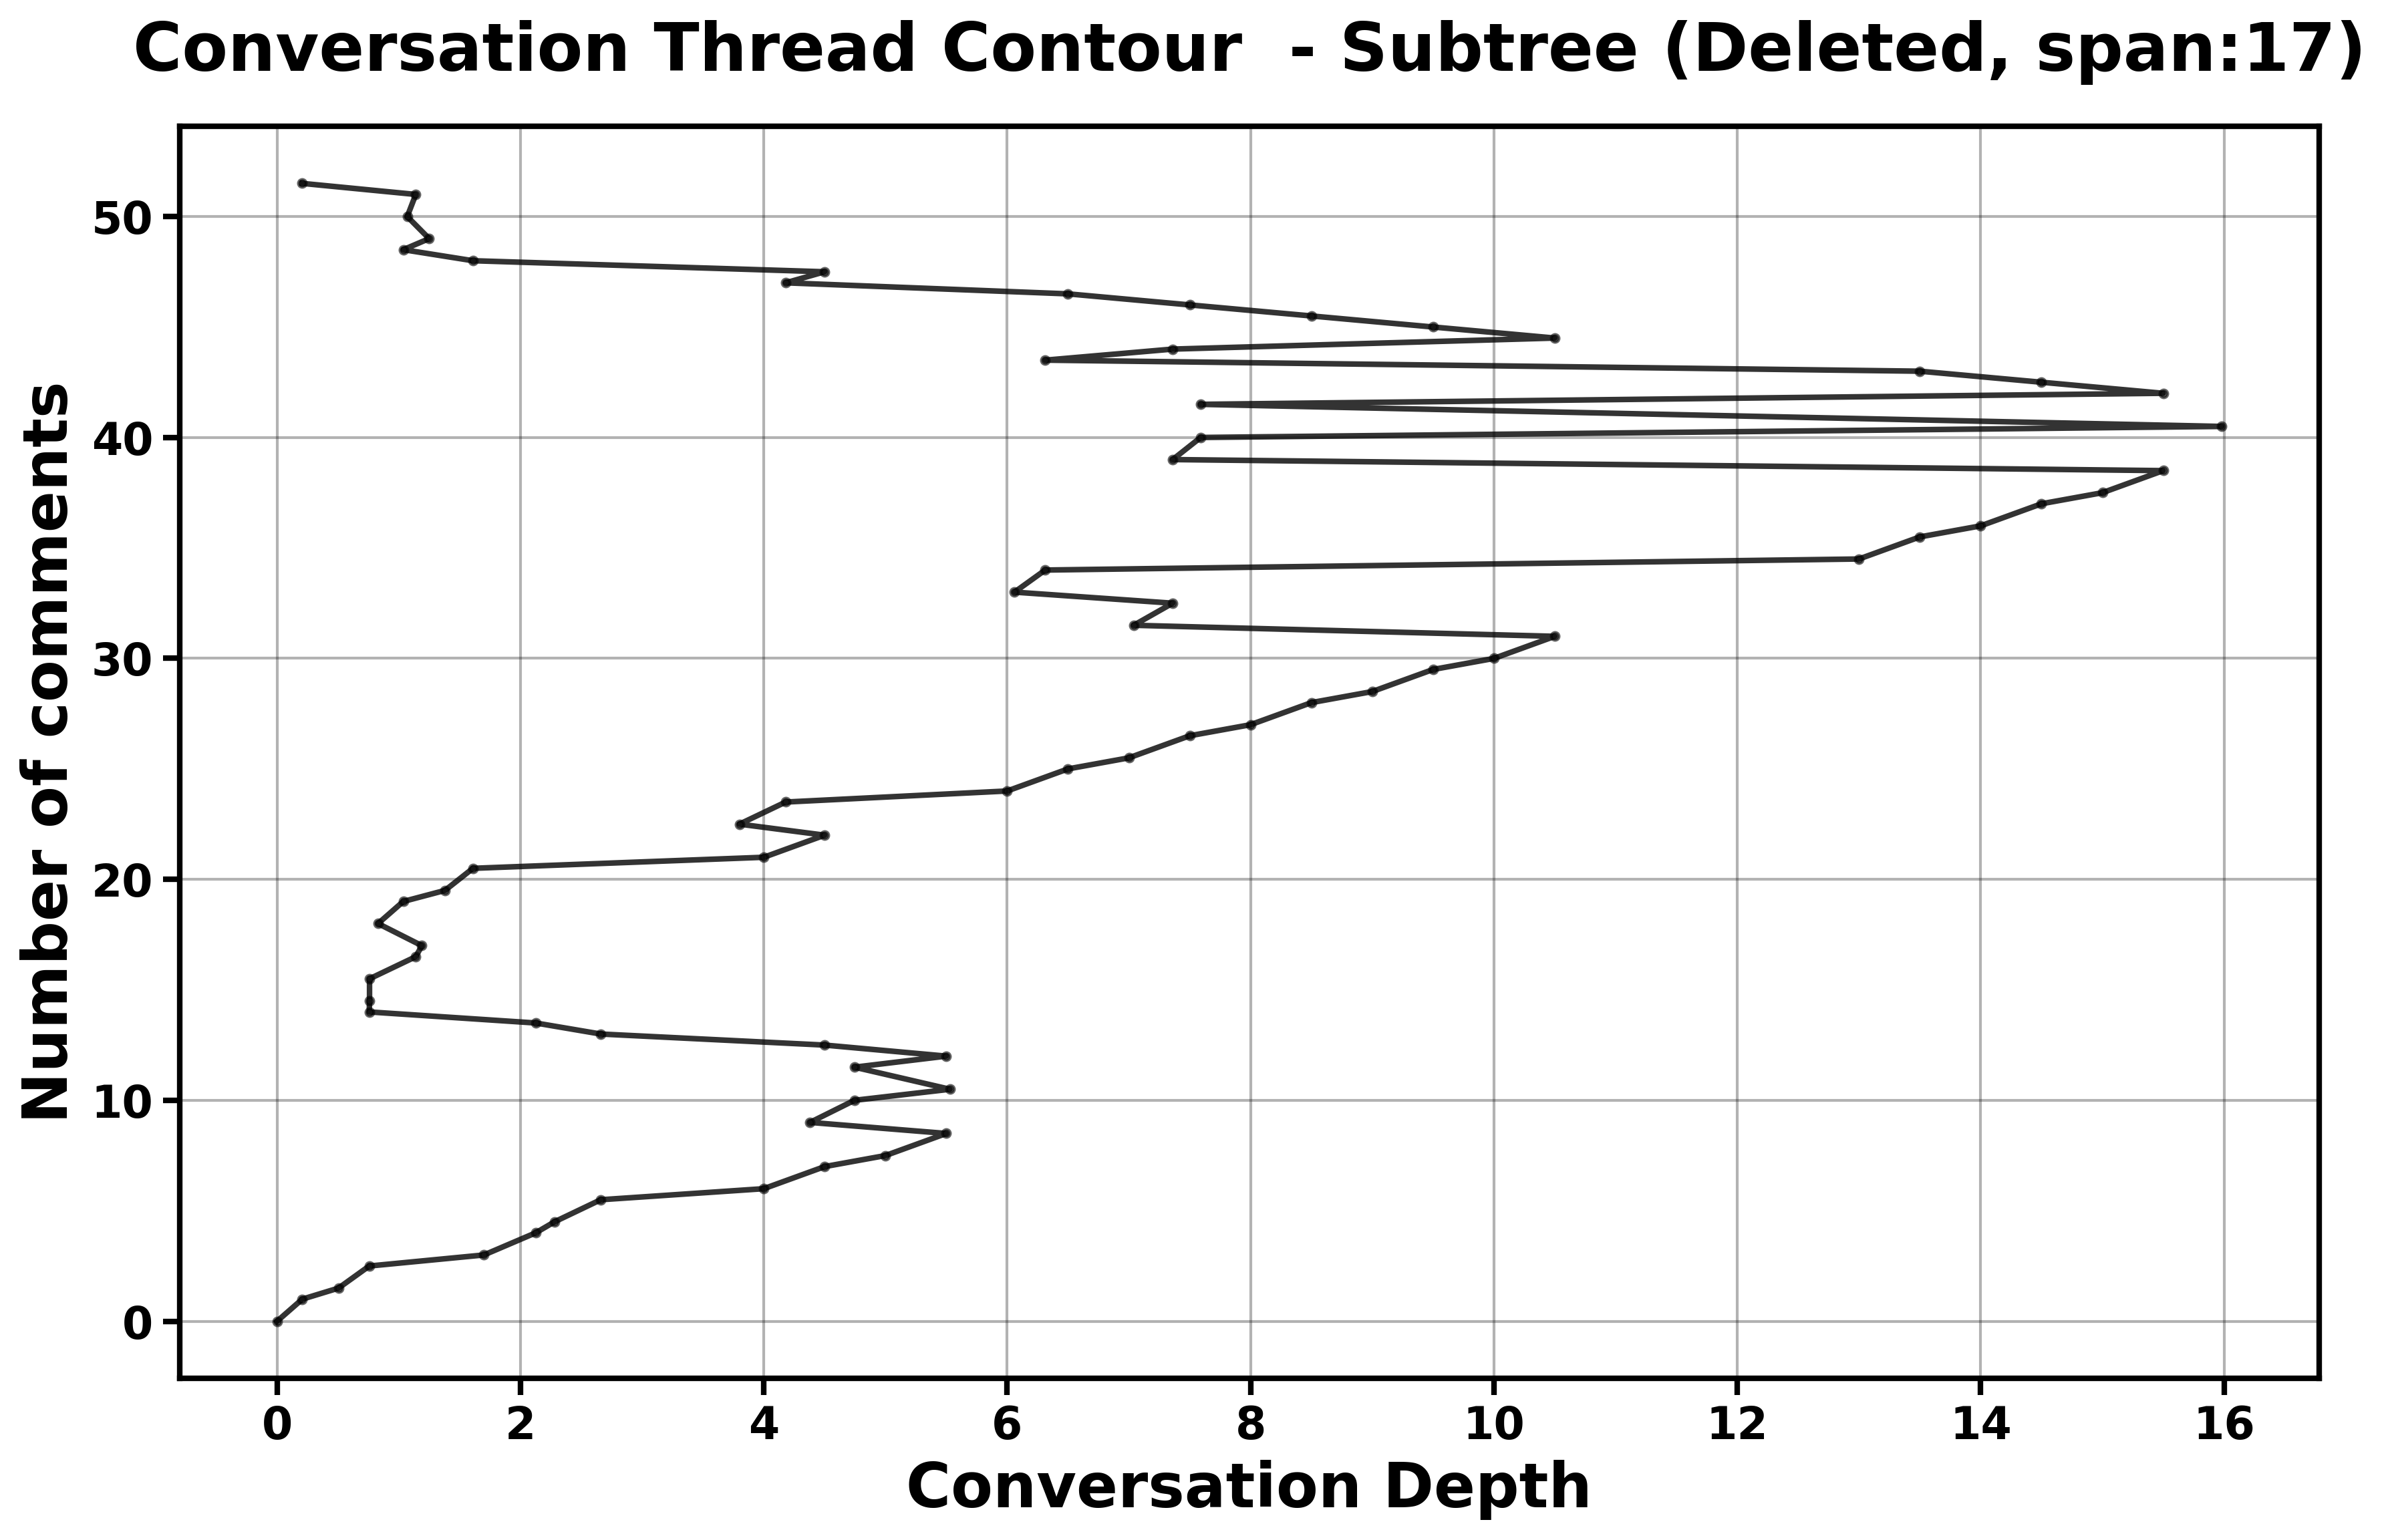 Conversation Thread Contour  - Subtree (Deleted, span:17)
Number of comments
50
40
30
20
10
0
0 2 4 6 8 10 12 14 16
Conversation Depth